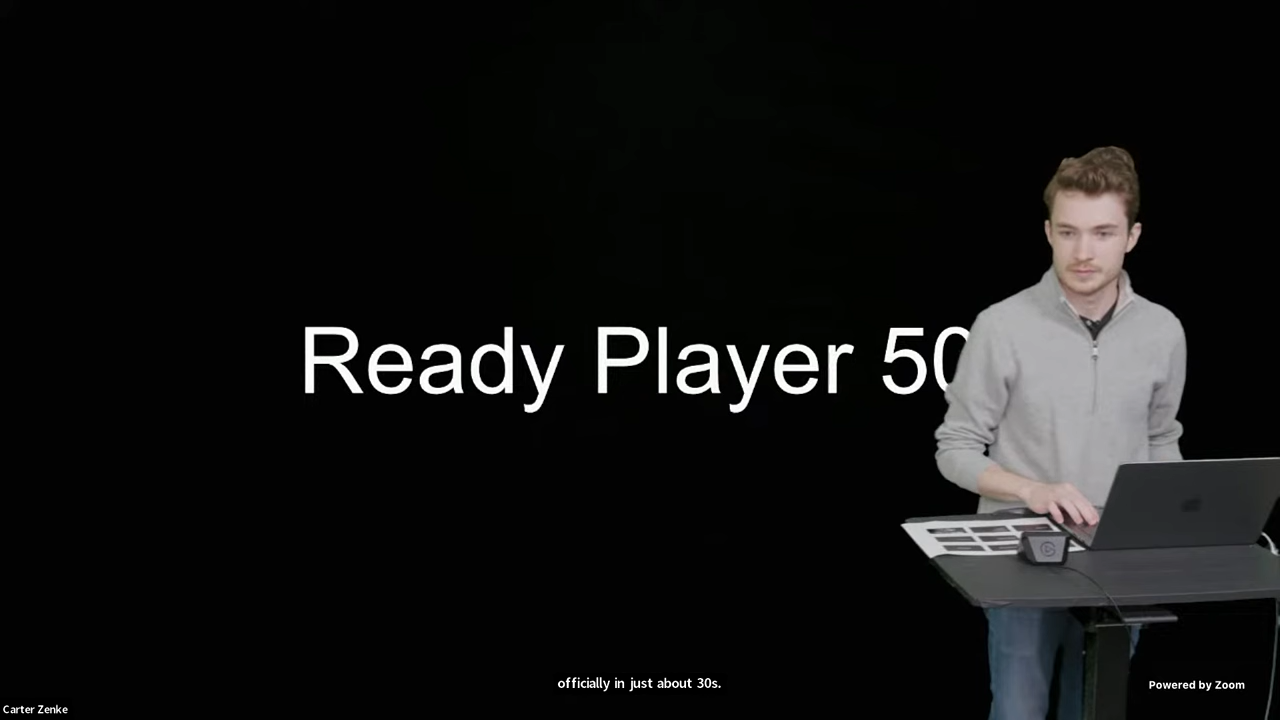 Ready Player 50
officially in just about 30s.
Carter Zenke
Powered by Zoom